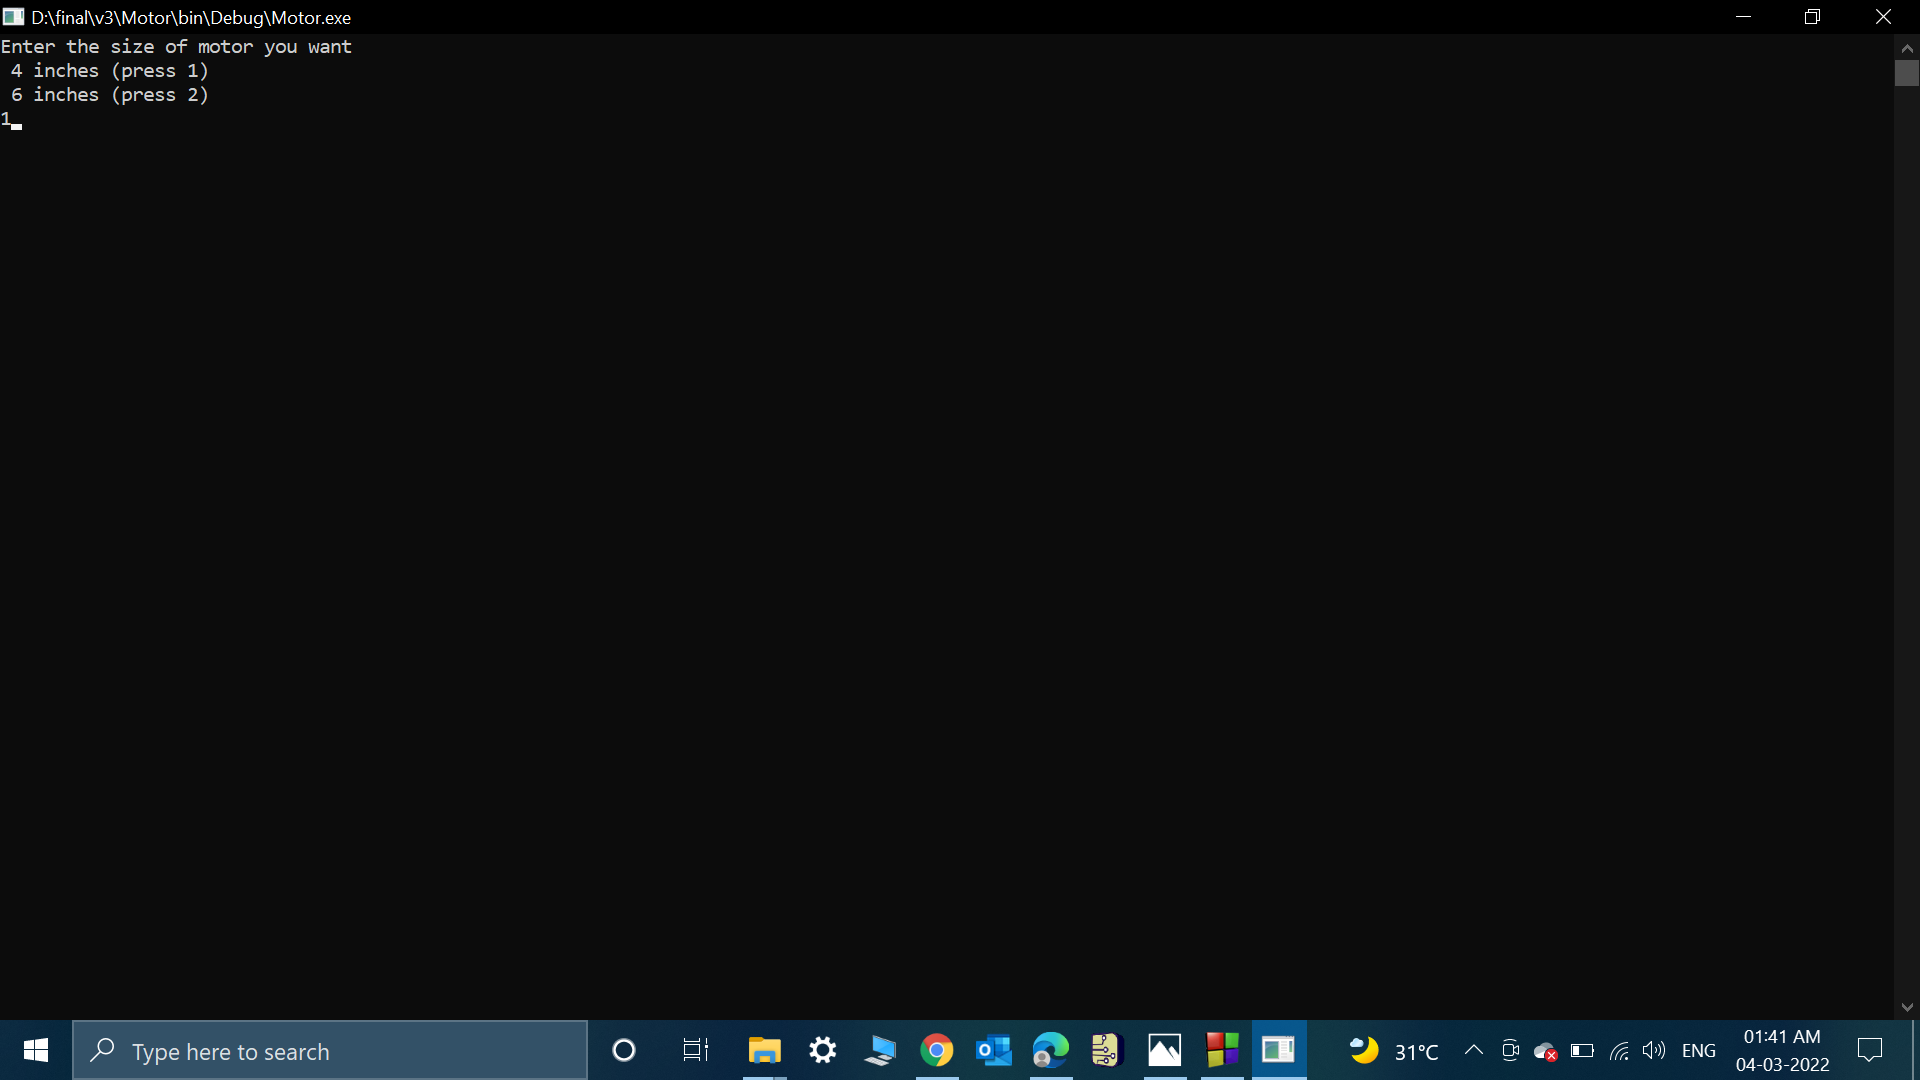 D:\final\v3\Motor\bin\Debug\Motor.exe
Enter the size of motor you want
 4 inches (press 1)
 6 inches (press 2)
1
Type here to search
31°C
ENG
01:41 AM
04-03-2022